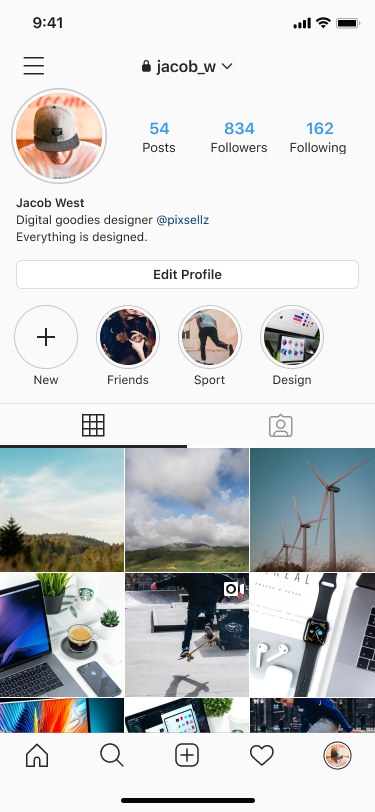 9:41
jacob_w
54 834 162
Posts Followers Following
Jacob West
Digital goodies designer @pixsellz
Everything is designed.
Edit Profile
New Friends Sport Design